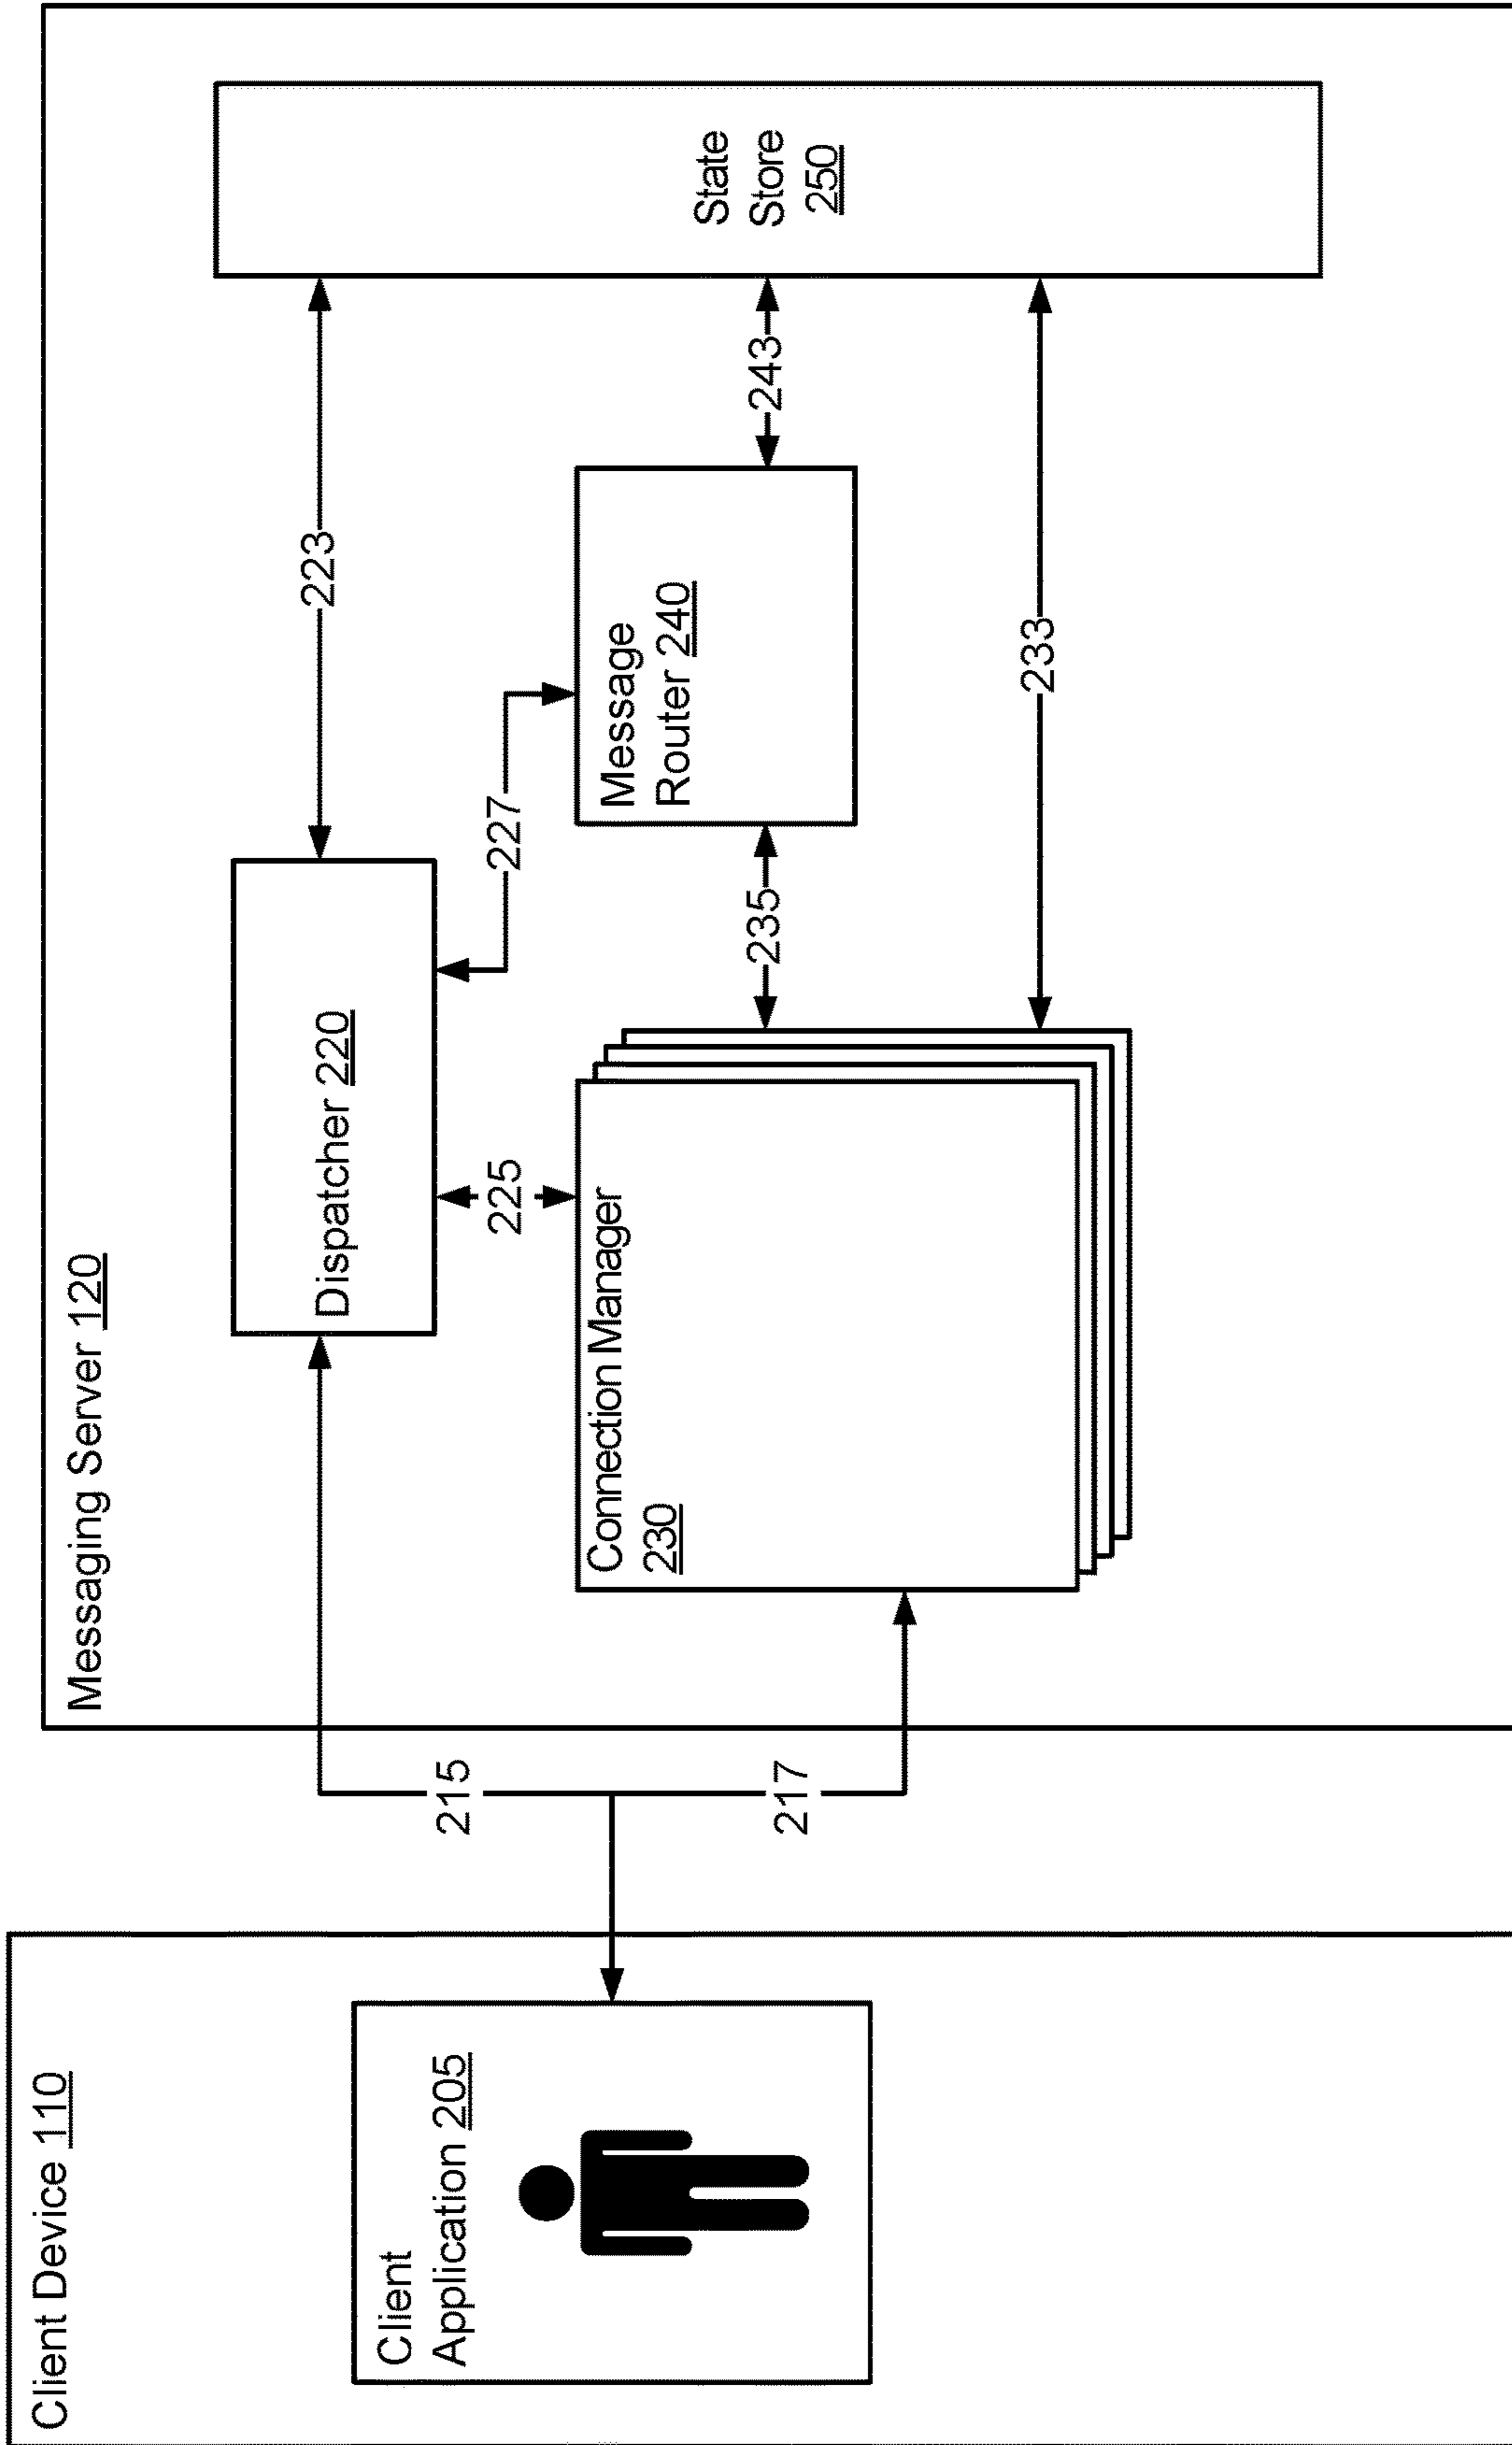 Client Device 110
Client
Application 205
215
217
Messaging Server 120
Dispatcher 220
225
Connection Manager
230
227
235
Message
Router 240
223
243
233
State
Store
250